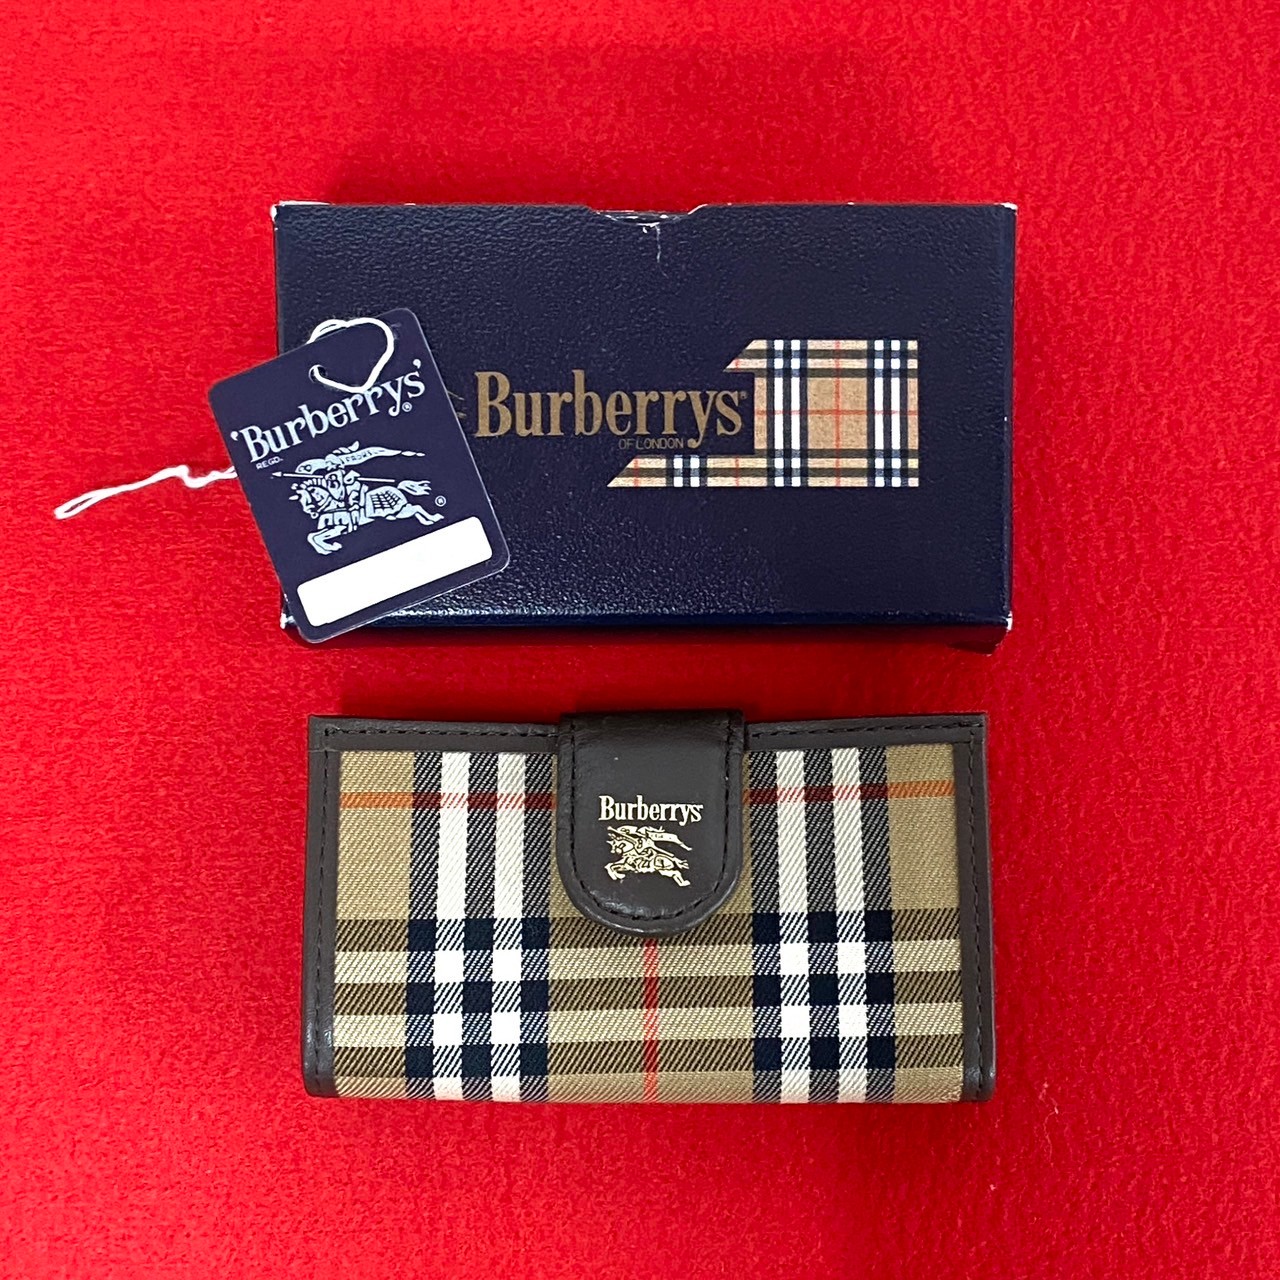 Burberrys®
OF LONDON
'Burberrys'®
REGD.
®
Burberrys